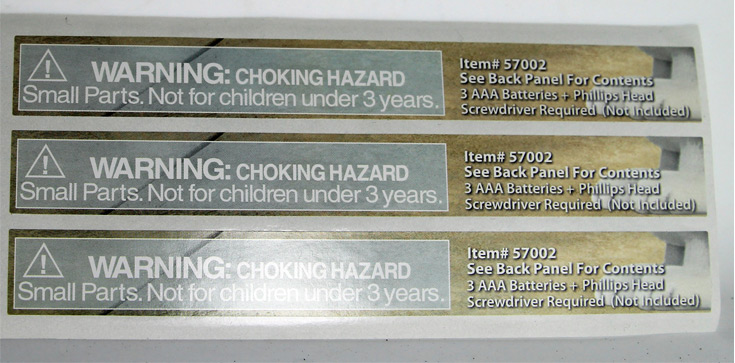 WARNING: CHOKING HAZARD
Small Parts. Not for children under 3 years.
Item# 57002
See Back Panel For Contents
3 AAA Batteries + Phillips Head
Screwdriver Required (Not Included)
WARNING: CHOKING HAZARD
Small Parts. Not for children under 3 years.
Item# 57002
See Back Panel For Contents
3 AAA Batteries + Phillips Head
Screwdriver Required (Not Included)
WARNING: CHOKING HAZARD
Small Parts. Not for children under 3 years.
Item# 57002
See Back Panel For Contents
3 AAA Batteries + Phillips Head
Screwdriver Required (Not Included)